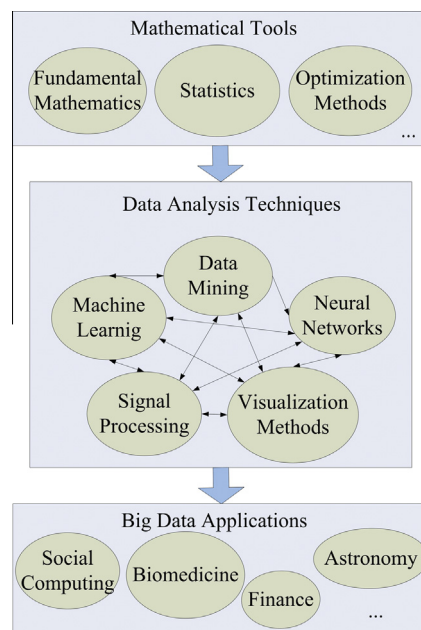 Mathematical Tools
Fundamental
Mathematics
Statistics
Optimization
Methods
...
Data Analysis Techniques
Data
Mining
Machine
Learnig
Neural
Networks
Signal
Processing
Visualization
Methods
Big Data Applications
Social
Computing
Biomedicine
Finance
Astronomy
...